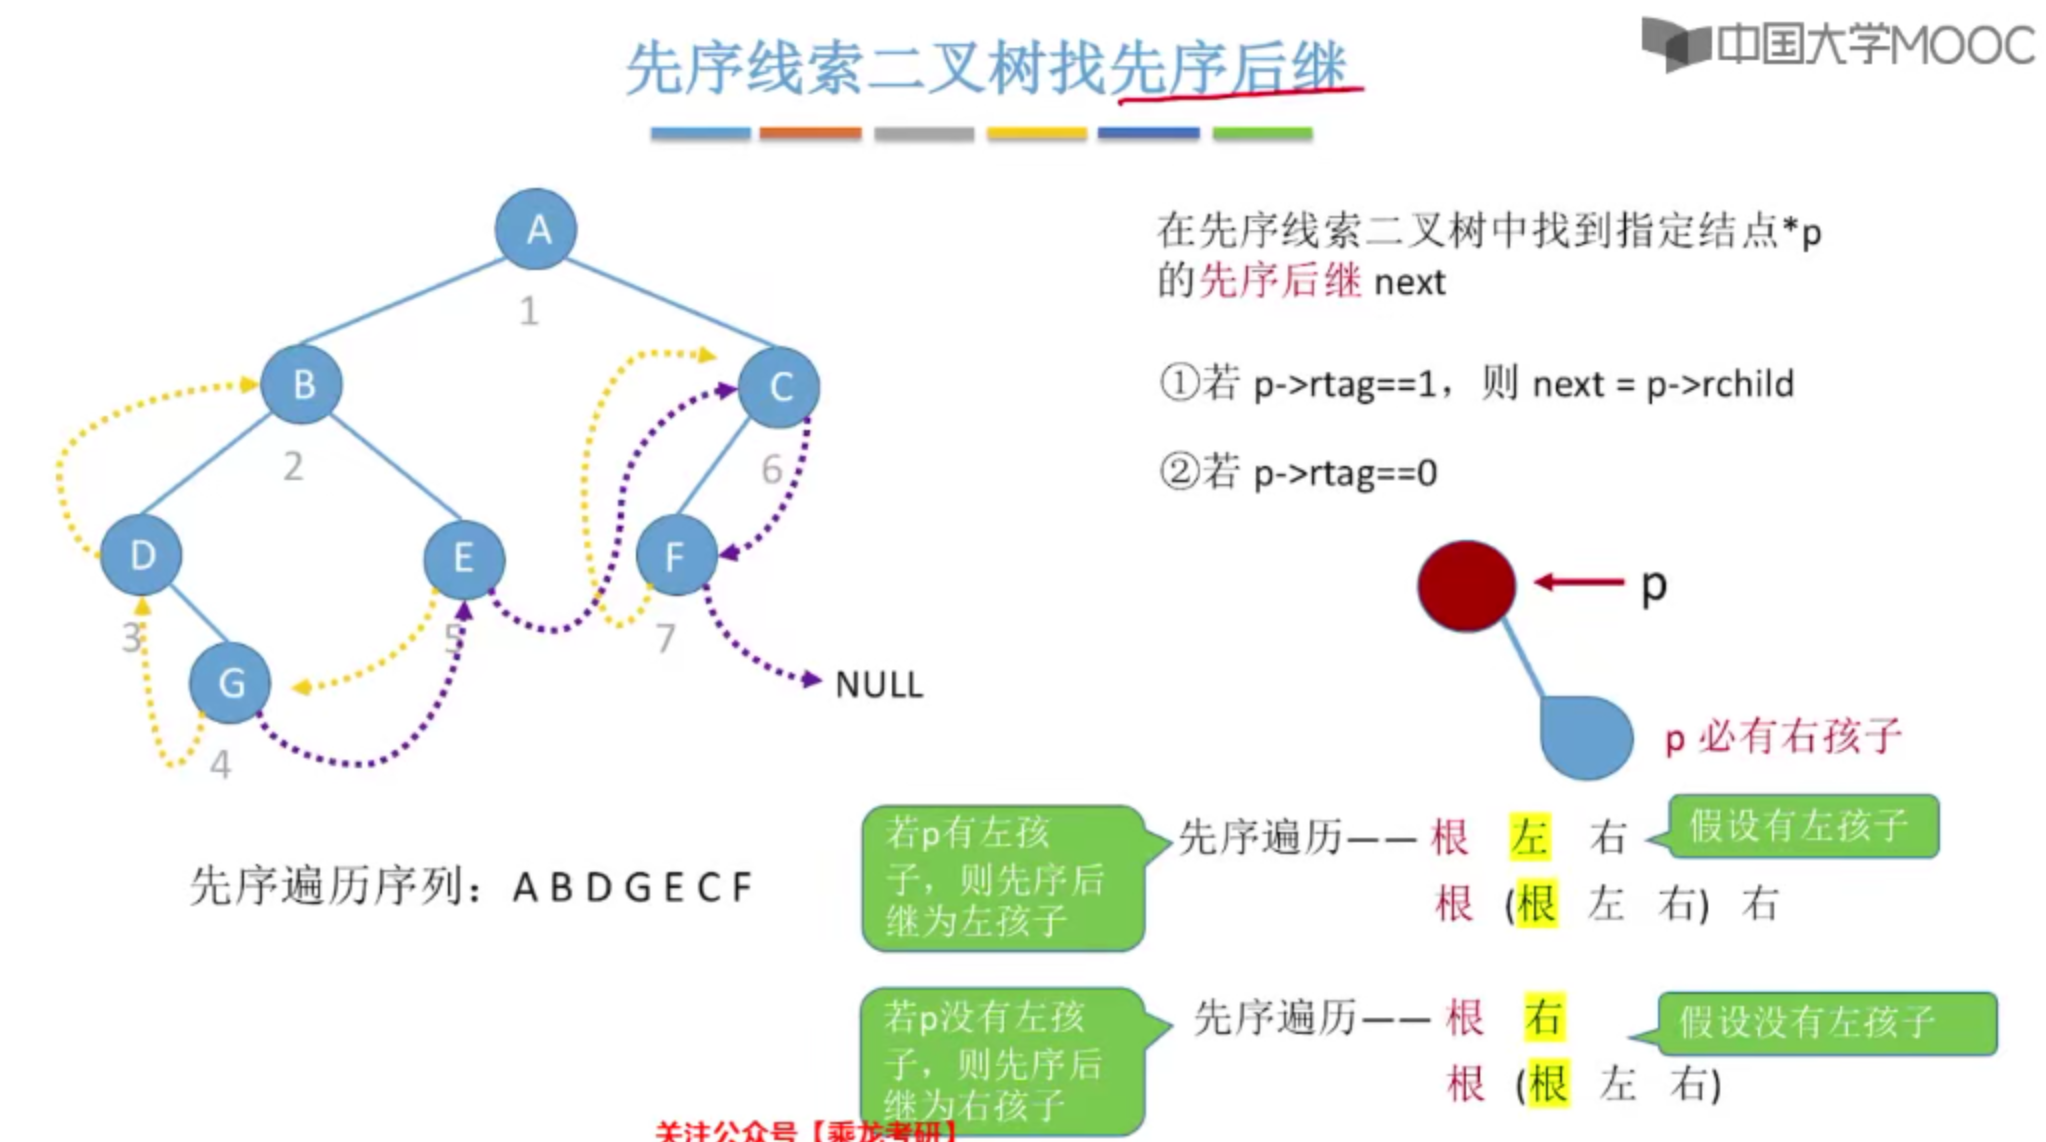 先序线索二叉树找先序后继
中国大学MOOC
A
1
B
C
2
6
D
E
F
3
5
7
G
4
NULL
先序遍历序列：A B D G E C F
在先序线索二叉树中找到指定结点*p
的先序后继 next
①若 p->rtag==1，则 next = p->rchild
②若 p->rtag==0
p
p 必有右孩子
若p有左孩
子，则先序后
继为左孩子
先序遍历—— 根 左 右
假设有左孩子
根 (根 左 右) 右
若p没有左孩
子，则先序后
继为右孩子
先序遍历—— 根 右
假设没有左孩子
根 (根 左 右)
关注公众号【乘龙考研】